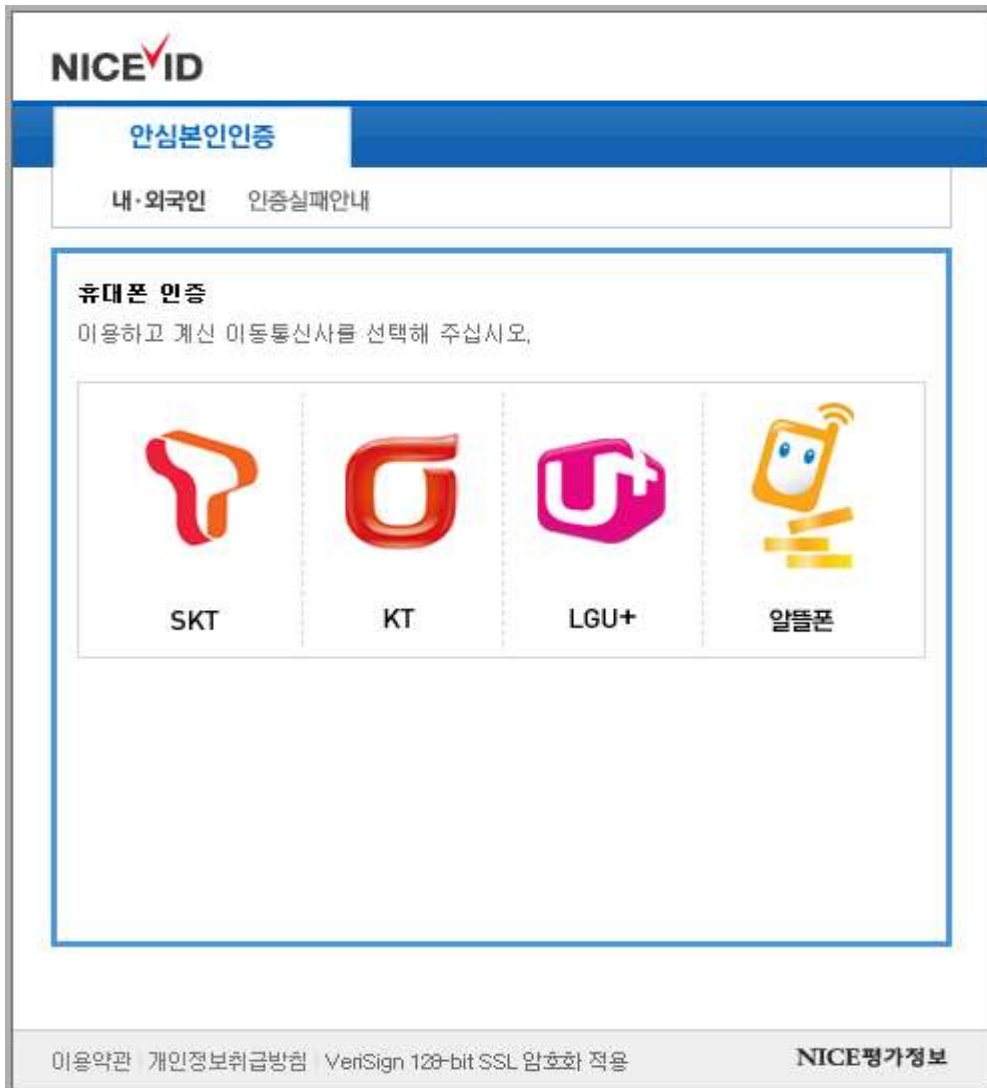 NICE ID
안심본인인증
내·외국인 인증실패안내
휴대폰 인증
이용하고 계신 이동통신사를 선택해 주십시오.
SKT KT LGU+ 알뜰폰
이용약관 개인정보취급방침 VeriSign 128-bit SSL 암호화 적용 NICE평가정보